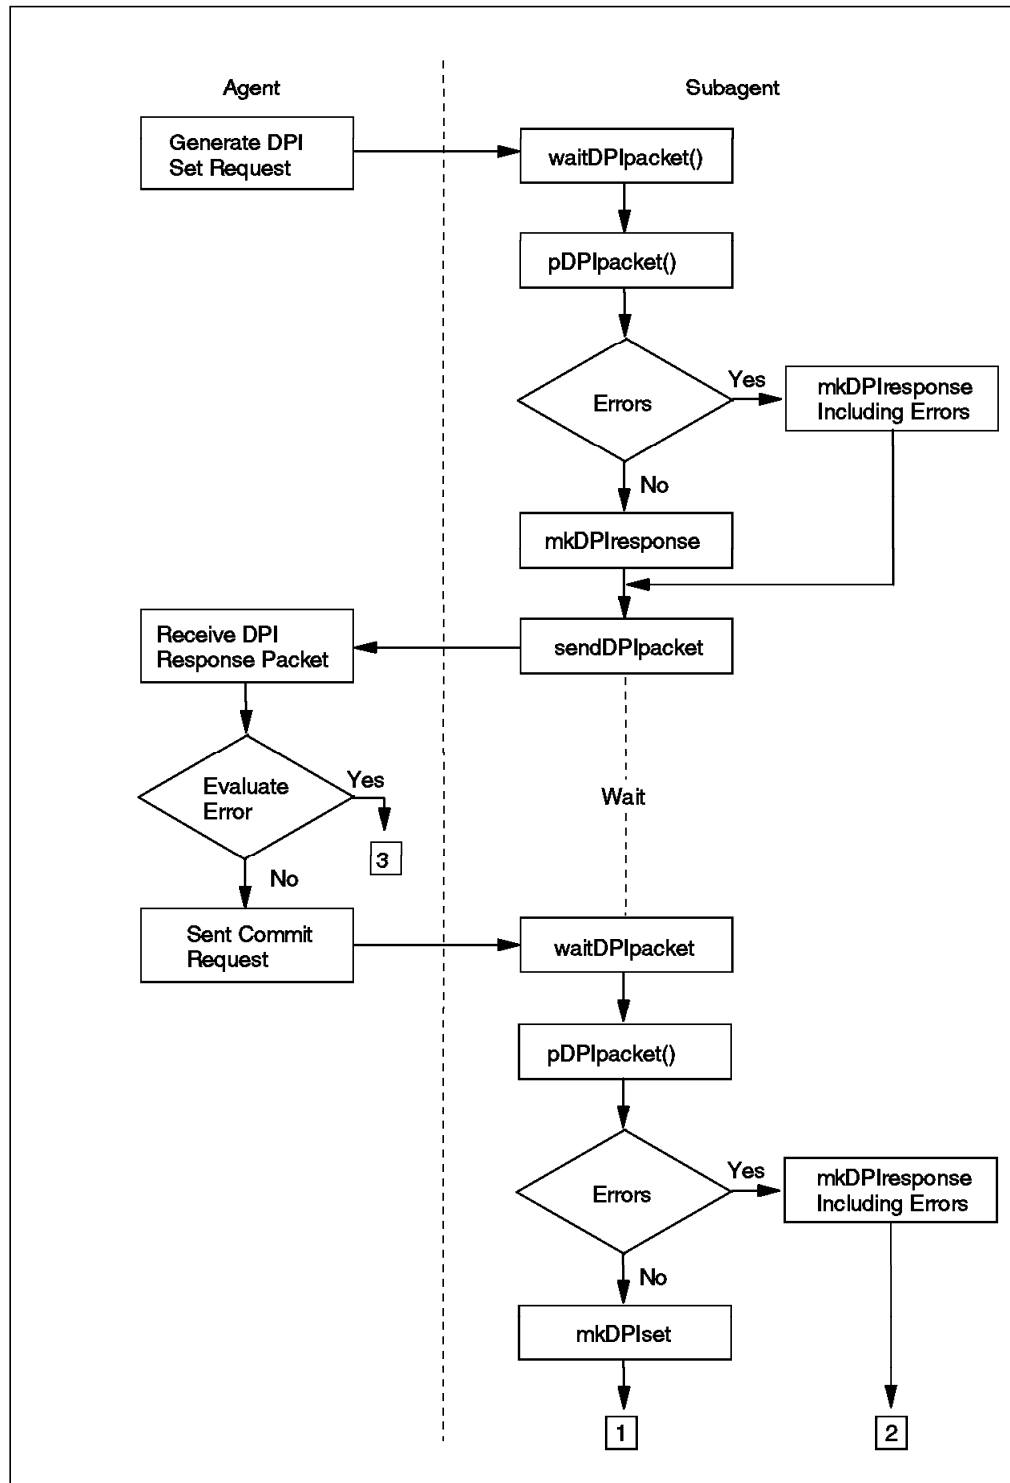 Agent
Subagent
Generate DPI
Set Request
waitDPIpacket()
pDPIpacket()
Errors
Yes
mkDPIresponse
Including Errors
No
mkDPIresponse
Receive DPI
Response Packet
sendDPIpacket
Evaluate
Error
Yes
Wait
3
No
Sent Commit
Request
waitDPIpacket
pDPIpacket()
Errors
Yes
mkDPIresponse
Including Errors
No
mkDPIset
1
2